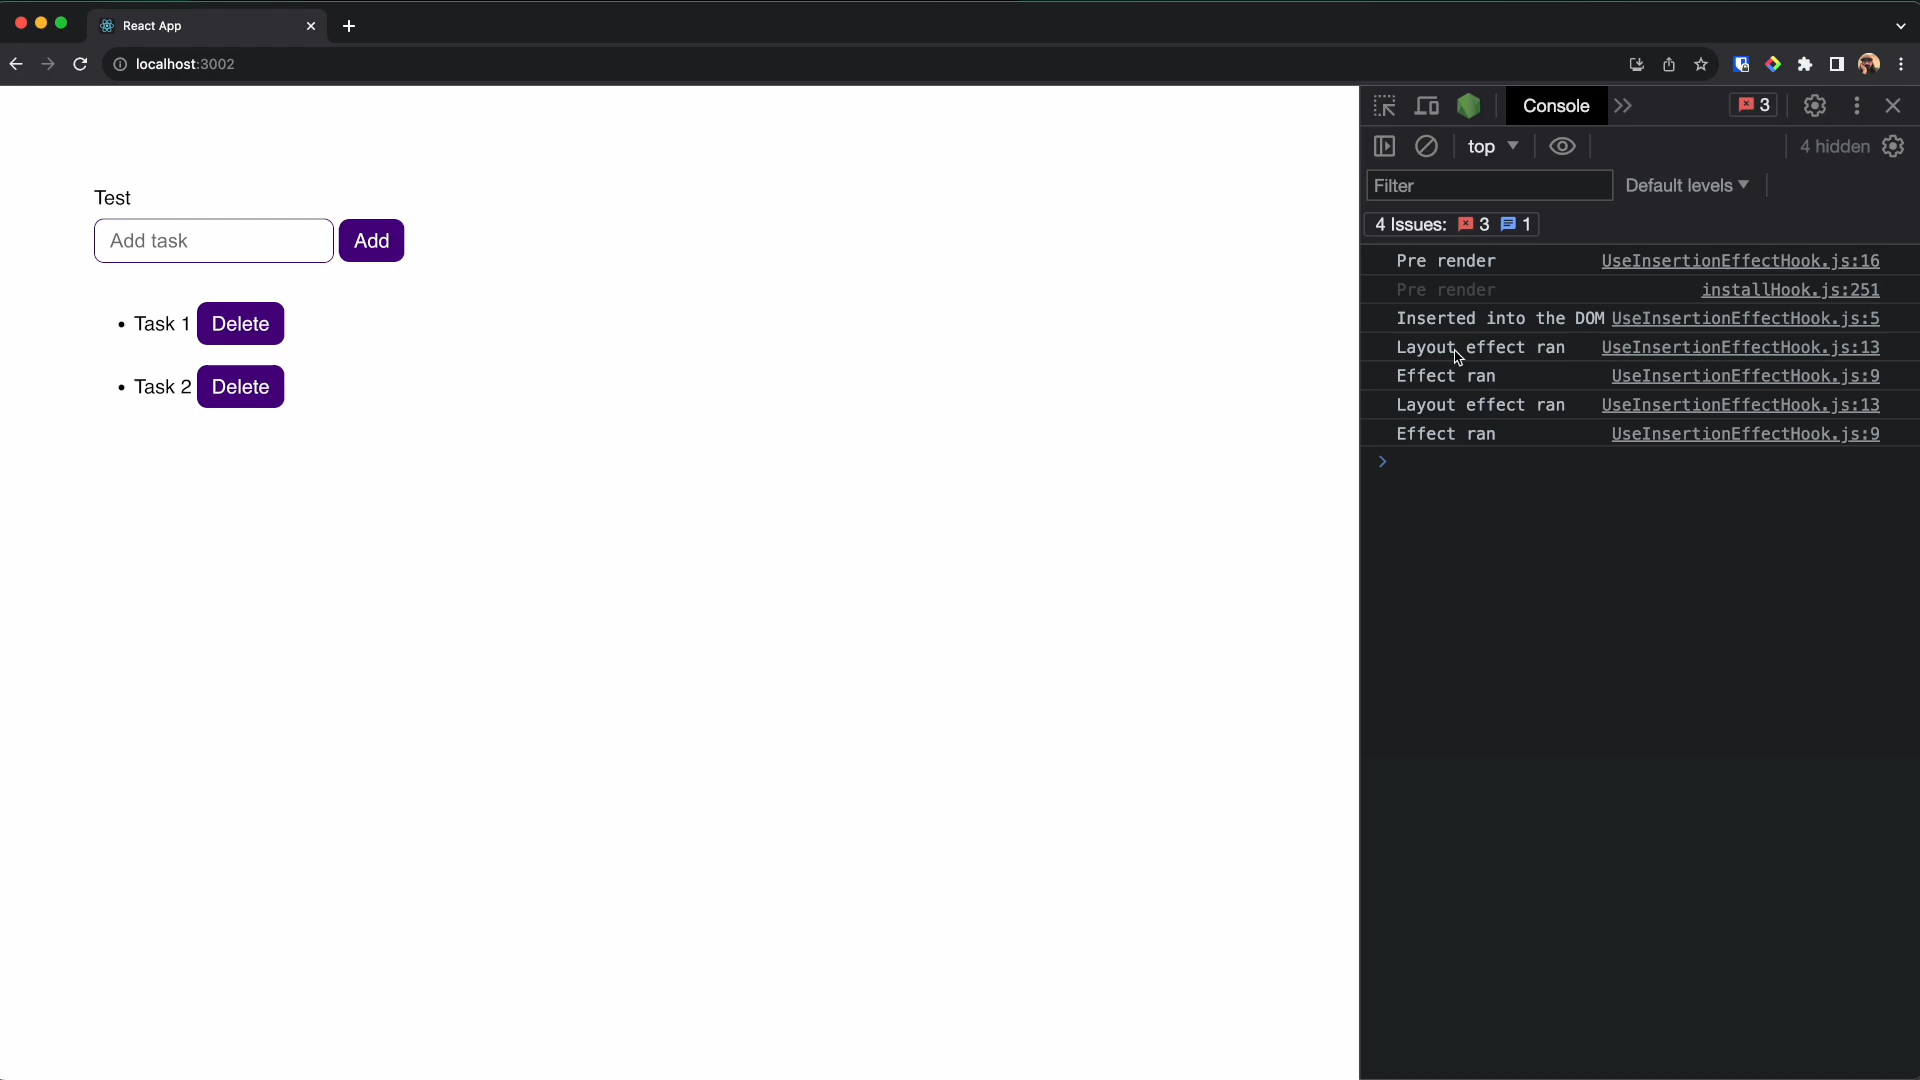 React App
localhost:3002
Test
Add task
Add
Task 1 Delete
Task 2 Delete
Console
3
top
4 hidden
Filter
Default levels
4 Issues: 3 1
Pre render UseInsertionEffectHook.js:16
Pre render installHook.js:251
Inserted into the DOM UseInsertionEffectHook.js:5
Layout effect ran UseInsertionEffectHook.js:13
Effect ran UseInsertionEffectHook.js:9
Layout effect ran UseInsertionEffectHook.js:13
Effect ran UseInsertionEffectHook.js:9